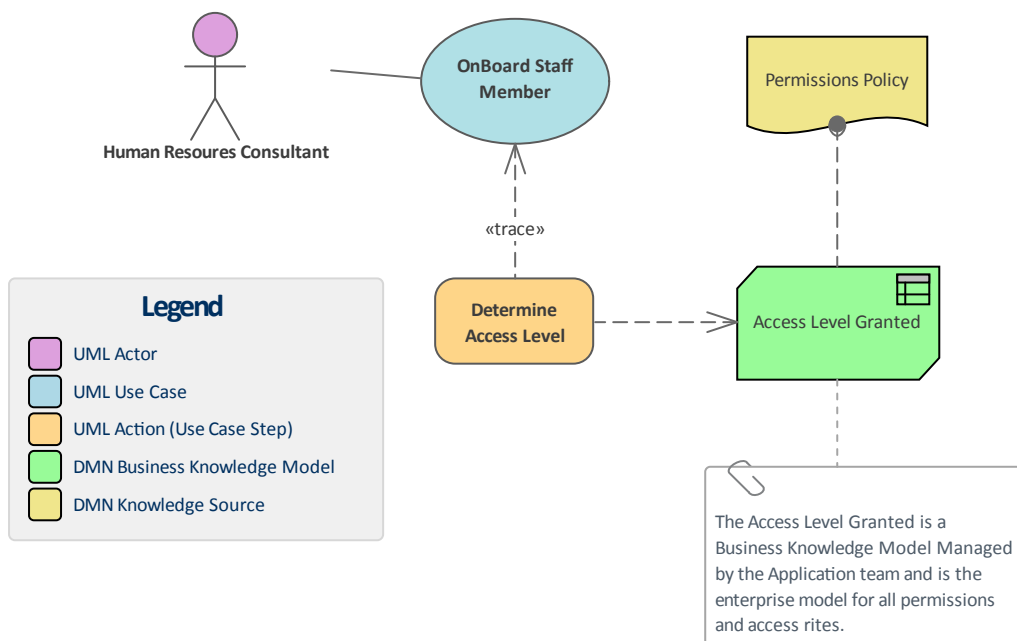 OnBoard Staff
Member
Permissions Policy
Human Resoures Consultant
«trace»
Determine
Access Level
Access Level Granted
Legend
UML Actor
UML Use Case
UML Action (Use Case Step)
DMN Business Knowledge Model
DMN Knowledge Source
The Access Level Granted is a
Business Knowledge Model Managed
by the Application team and is the
enterprise model for all permissions
and access rites.